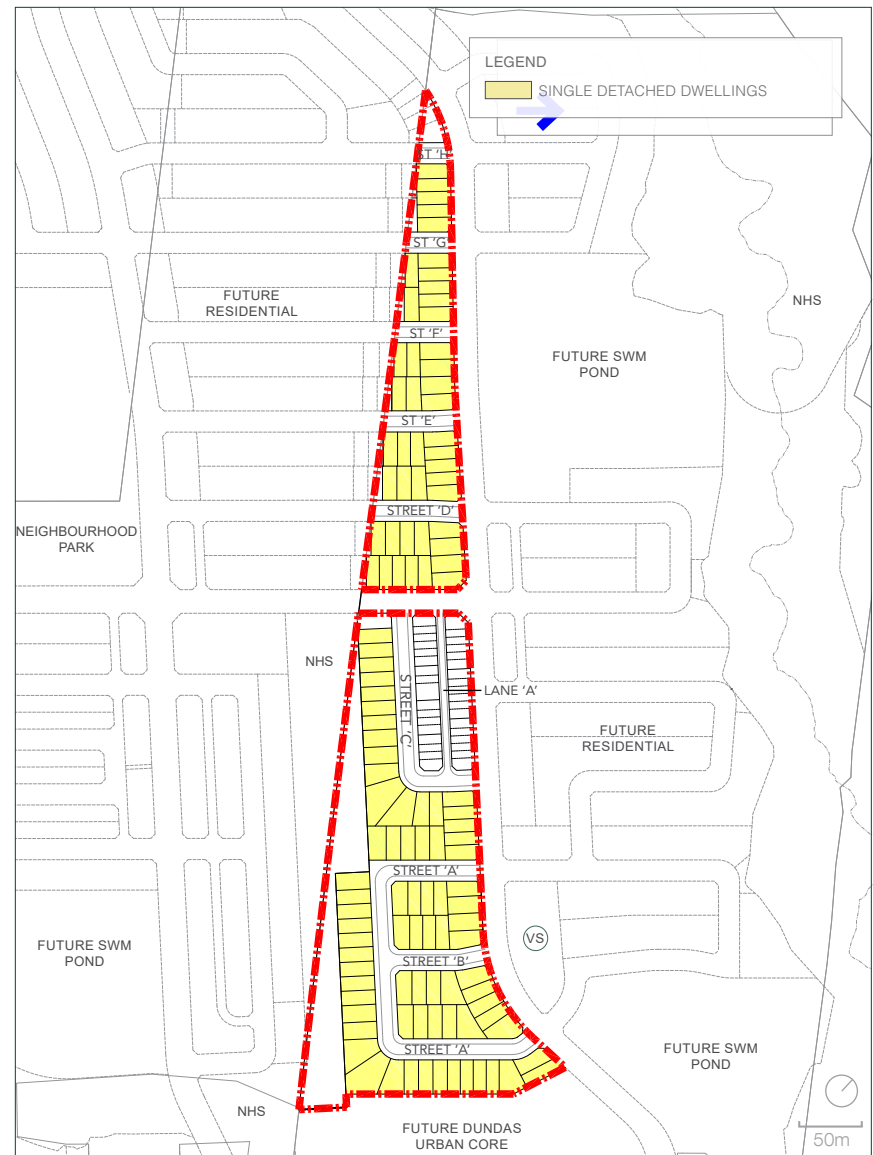 LEGEND
SINGLE DETACHED DWELLINGS
ST 'H'
ST 'G'
NHS
FUTURE
RESIDENTIAL
ST 'F'
FUTURE SWM
POND
ST 'E'
STREET 'D'
NEIGHBOURHOOD
PARK
NHS
STREET 'C'
LANE 'A'
FUTURE
RESIDENTIAL
STREET 'A'
FUTURE SWM
POND
VS
STREET 'B'
STREET 'A'
FUTURE SWM
POND
NHS
FUTURE DUNDAS
URBAN CORE
50m